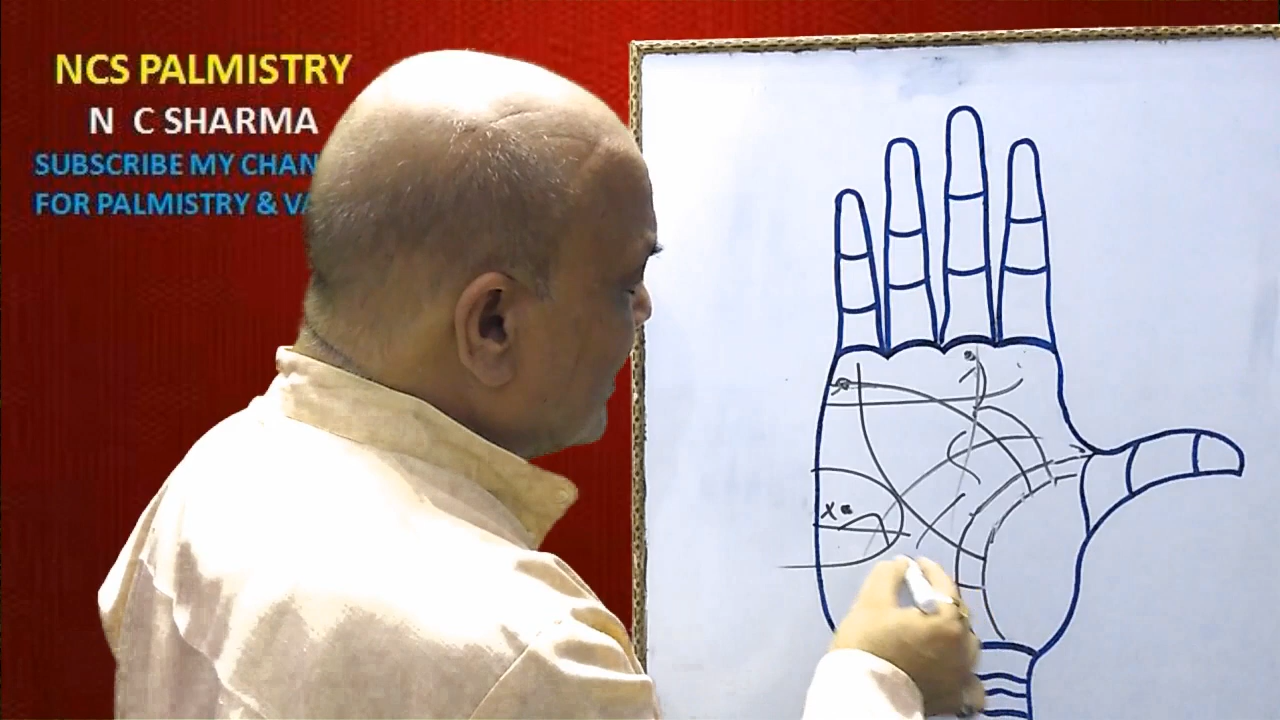 NCS PALMISTRY
N C SHARMA
SUBSCRIBE MY CHAN
FOR PALMISTRY & VA
X